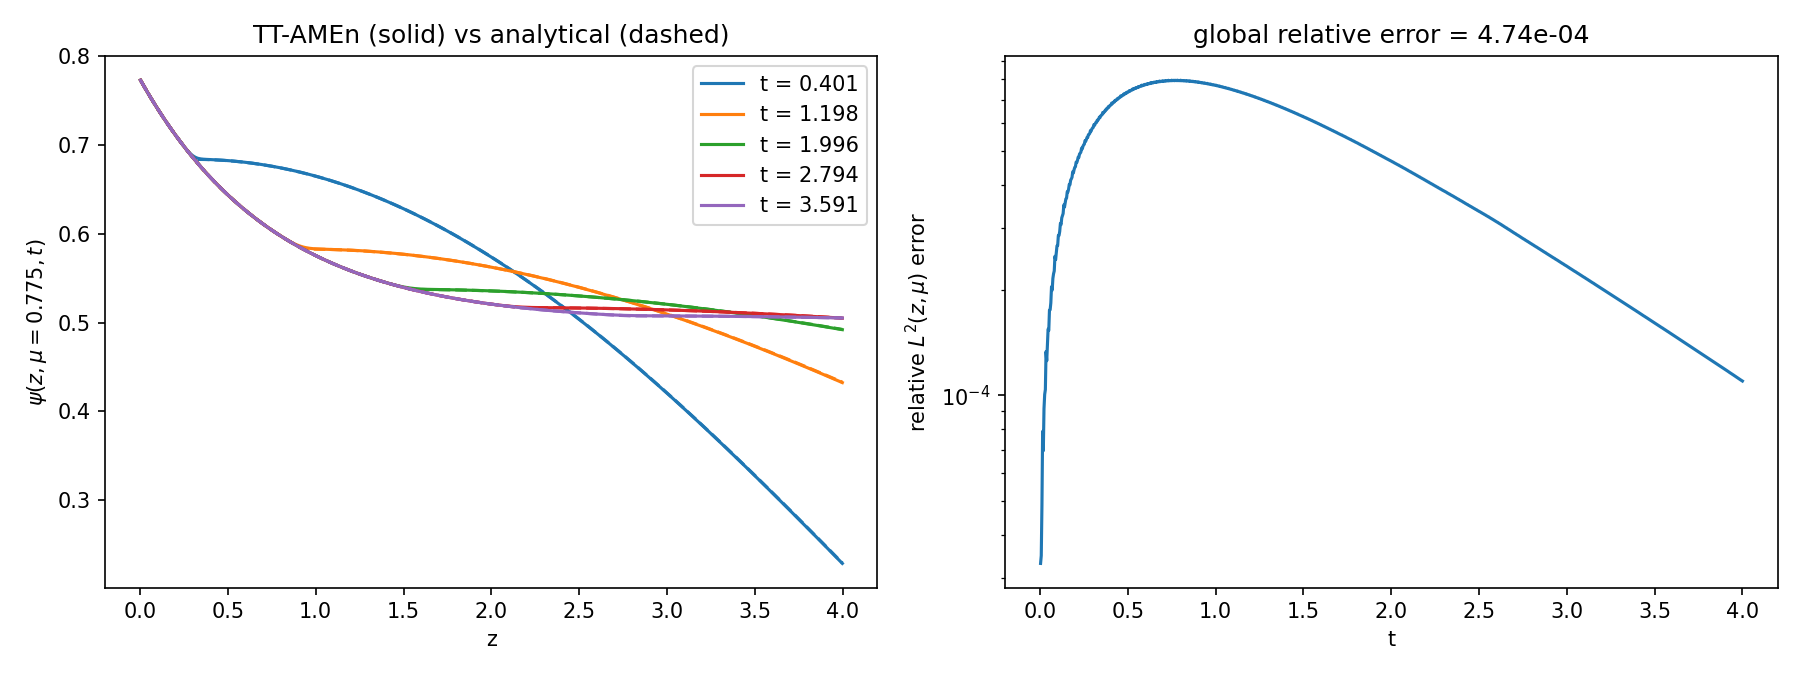 TT-AMEn (solid) vs analytical (dashed)
0.8
0.7
0.6
0.5
0.4
0.3
ψ(z, μ = 0.775, t)
t = 0.401
t = 1.198
t = 1.996
t = 2.794
t = 3.591
0.0 0.5 1.0 1.5 2.0 2.5 3.0 3.5 4.0
z
global relative error = 4.74e-04
relative L²(z, μ) error
10⁻⁴
0.0 0.5 1.0 1.5 2.0 2.5 3.0 3.5 4.0
t